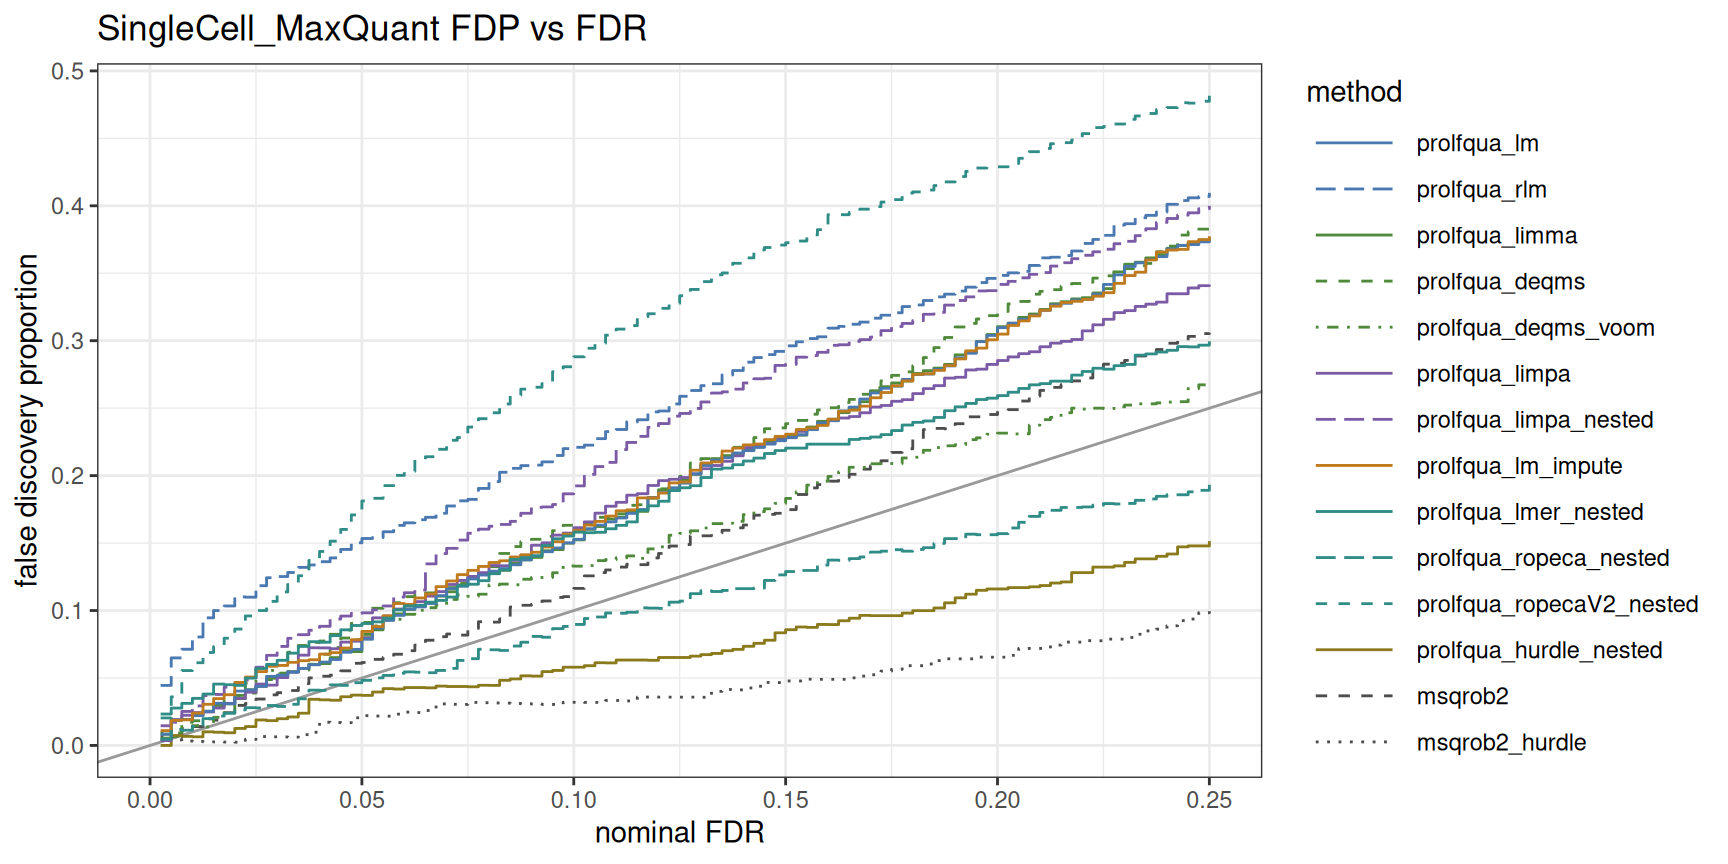 SingleCell_MaxQuant FDP vs FDR
false discovery proportion
0.5
0.4
0.3
0.2
0.1
0.0
0.00 0.05 0.10 0.15 0.20 0.25
nominal FDR
method
prolfqua_lm
prolfqua_rlm
prolfqua_limma
prolfqua_deqms
prolfqua_deqms_voom
prolfqua_limpa
prolfqua_limpa_nested
prolfqua_lm_impute
prolfqua_lmer_nested
prolfqua_ropeca_nested
prolfqua_ropecaV2_nested
prolfqua_hurdle_nested
msqrob2
msqrob2_hurdle